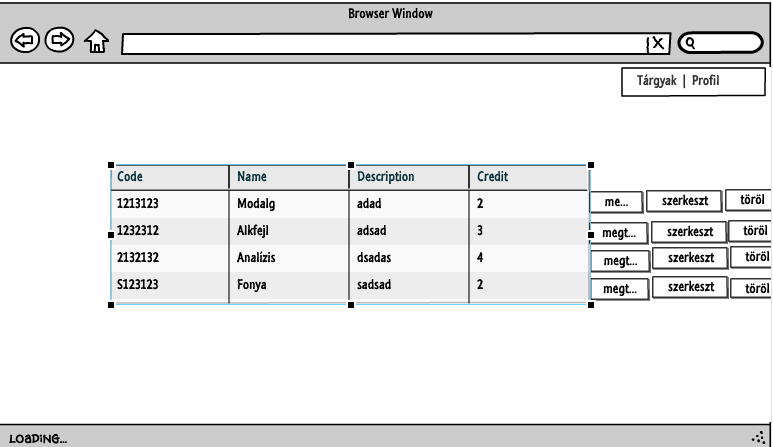 Browser Window
X
Tárgyak | Profil
Code Name Description Credit
1213123 Modalg adad 2 me... szerkeszt töröl
1232312 Alkfejl adsad 3 megt... szerkeszt töröl
2132132 Analízis dsadas 4 megt... szerkeszt töröl
S123123 Fonya sadsad 2 megt... szerkeszt töröl
LOADING...